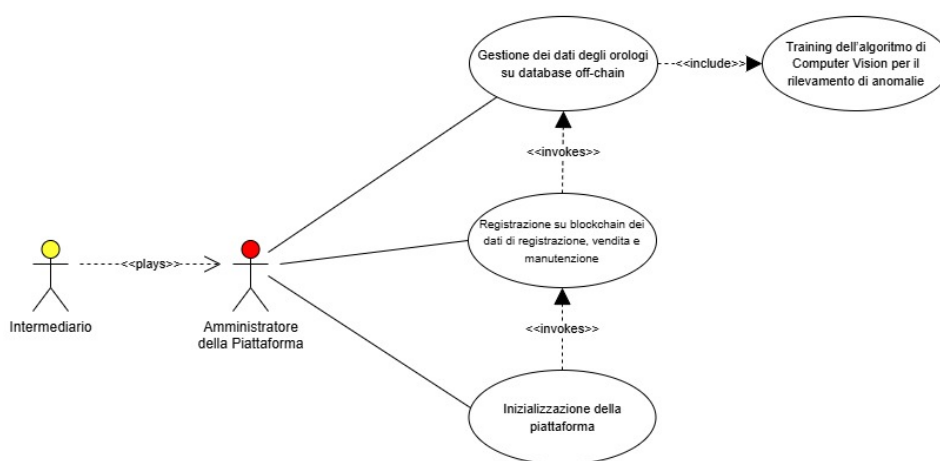 Gestione dei dati degli orologi
su database off-chain
<<include>>
Training dell'algoritmo di
Computer Vision per il
rilevamento di anomalie
<<invokes>>
Registrazione su blockchain dei
dati di registrazione, vendita e
manutenzione
<<plays>>
Intermediario
Amministratore
della Piattaforma
<<invokes>>
Inizializzazione della
piattaforma